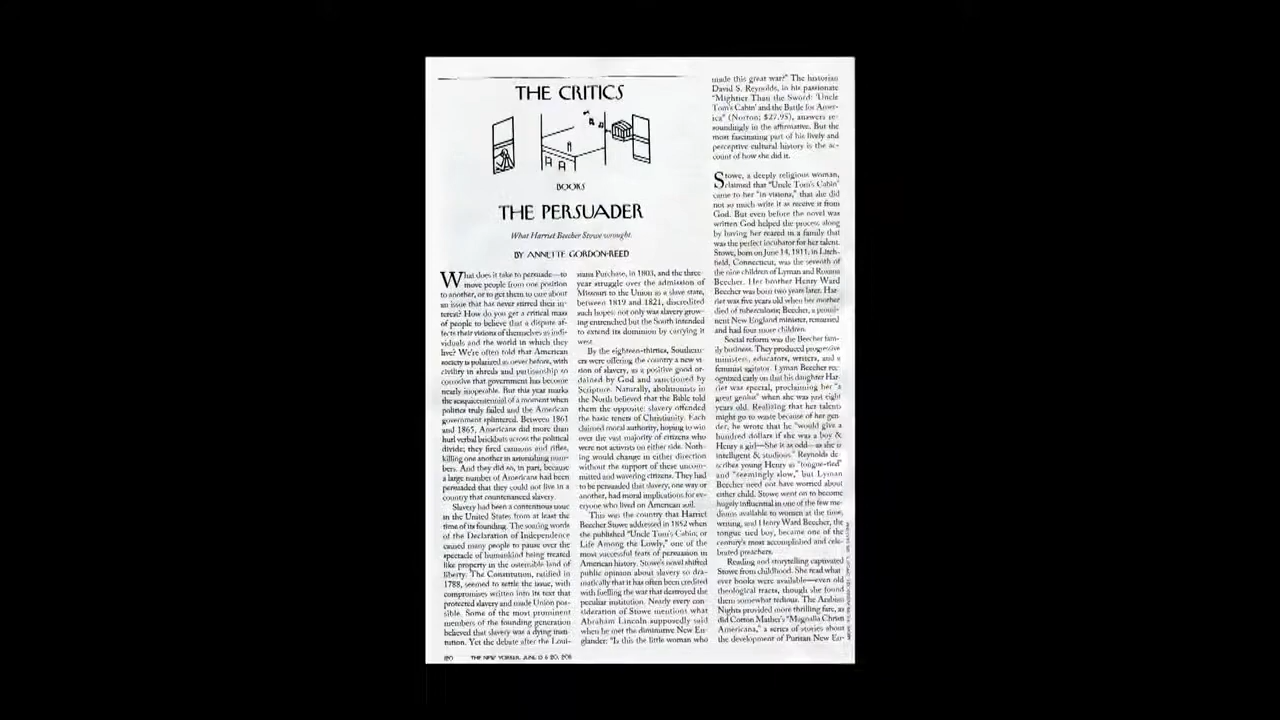 THE CRITICS
BOOKS
THE PERSUADER
What Harriet Beecher Stowe wrought.
BY ANNETTE GORDON-REED
What does it take to persuade—to
move people from one position
to another, or to get them to care about
an issue that has never stirred their in-
terest? How do you get a critical mass
of people to believe that a dispute af-
fects their visions of themselves as indi-
viduals and the world in which they
live? We're often told that American
society is polarized as never before, with
civility in shreds and partisanship so
corrosive that government has become
nearly inoperable. But this year marks
the sesquicentennial of a moment when
politics truly failed and the American
government splintered. Between 1861
and 1865, Americans did more than
hurl verbal brickbats across the political
divide; they fired cannons and rifles,
killing one another in astonishing num-
bers. And they did so, in part, because
a large number of Americans had been
persuaded that they could not live in a
country that countenanced slavery.
Slavery had been a contentious issue
in the United States from at least the
time of its founding. The soaring words
of the Declaration of Independence
caused many people to pause over the
spectacle of humankind being treated
like property in the ostensible land of
liberty. The Constitution, ratified in
1788, seemed to settle the issue, with
compromises written into its text that
protected slavery and made Union pos-
sible. Some of the most prominent
members of the founding generation
believed that slavery was a dying insti-
tution. Yet the debate after the Loui-
siana Purchase, in 1803, and the three-
year struggle over the admission of
Missouri to the Union as a slave state,
between 1819 and 1821, discredited
such hopes: not only was slavery grow-
ing entrenched but the South intended
to extend its dominion by carrying it
west.
By the eighteen-thirties, Southern-
ers were offering the country a new vi-
sion of slavery, as a positive good or-
dained by God and sanctioned by
Scripture. Naturally, abolitionists in
the North believed that the Bible told
them the opposite: slavery offended
the basic tenets of Christianity. Each
claimed moral authority, hoping to win
over the vast majority of citizens who
were not activists on either side. Noth-
ing would change in either direction
without the support of these uncom-
mitted and wavering citizens. They had
to be persuaded that slavery, one way or
another, had moral implications for ev-
eryone who lived on American soil.
This was the country that Harriet
Beecher Stowe addressed in 1852 when
she published "Uncle Tom's Cabin; or
Life Among the Lowly," one of the
most successful feats of persuasion in
American history. Stowe's novel shifted
public opinion about slavery so dra-
matically that it has often been credited
with fuelling the war that destroyed the
peculiar institution. Nearly every con-
sideration of Stowe mentions what
Abraham Lincoln supposedly said
when he met the diminutive New En-
glander: "Is this the little woman who
made this great war?" The historian
David S. Reynolds, in his passionate
"Mightier Than the Sword: 'Uncle
Tom's Cabin' and the Battle for Amer-
ica" (Norton; $27.95), answers re-
soundingly in the affirmative. But the
most fascinating part of his lively and
perceptive cultural history is the ac-
count of how she did it.
Stowe, a deeply religious woman,
claimed that "Uncle Tom's Cabin"
came to her "in visions," that she did
not so much write it as receive it from
God. But even before the novel was
written God helped the process along
by having her reared in a family that
was the perfect incubator for her talent.
Stowe, born on June 14, 1811, in Litch-
field, Connecticut, was the seventh of
the nine children of Lyman and Roxana
Beecher. Her brother Henry Ward
Beecher was born two years later. Har-
riet was five years old when her mother
died of tuberculosis; Beecher, a promi-
nent New England minister, remarried
and had four more children.
Social reform was the Beecher fam-
ily business. They produced progressive
ministers, educators, writers, and a
feminist agitator. Lyman Beecher rec-
ognized early on that his daughter Har-
riet was special, proclaiming her "a
great genius" when she was just eight
years old. Realizing that her talents
might go to waste because of her gen-
der, he wrote that he "would give a
hundred dollars if she was a boy &
Henry a girl—She is as odd—as she is
intelligent & studious." Reynolds de-
scribes young Henry as "tongue-tied"
and "seemingly slow," but Lyman
Beecher need not have worried about
either child. Stowe went on to become
hugely influential in one of the few me-
diums available to women at the time,
writing, and Henry Ward Beecher, the
tongue-tied boy, became one of the
century's most accomplished and cele-
brated preachers.
Reading and storytelling captivated
Stowe from childhood. She read what-
ever books were available—even old
theological tracts, though she found
them somewhat tedious. The Arabian
Nights provided more thrilling fare, as
did Cotton Mather's "Magnalia Christi
Americana," a series of stories about
the development of Puritan New En-
120 THE NEW YORKER, JUNE 13 & 20, 2011